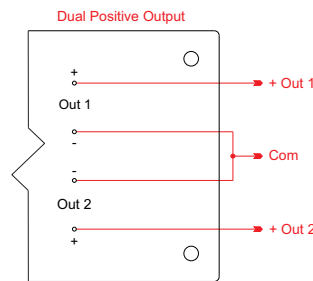 Dual Positive Output
+
+ Out 1
Out 1
-
Com
-
Out 2
+ Out 2
+